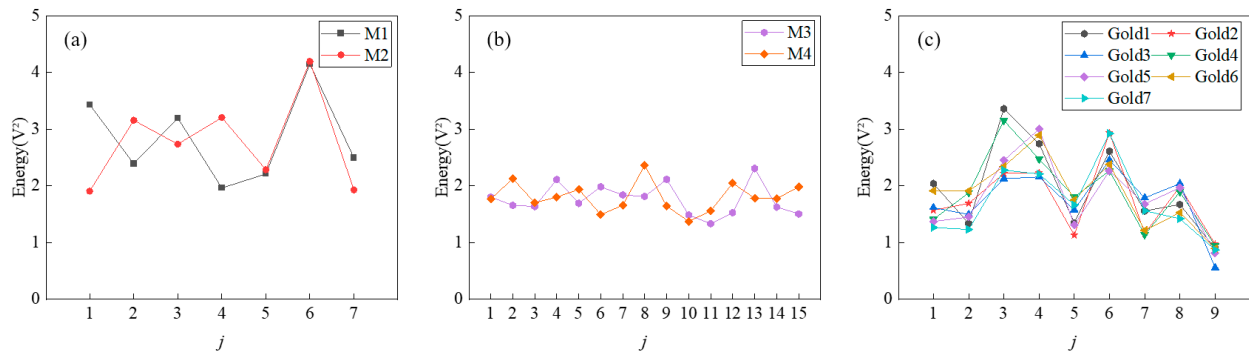 (a)
M1
M2
Energy(V²)
5
4
3
2
1
0
1 2 3 4 5 6 7
j
(b)
M3
M4
Energy(V²)
5
4
3
2
1
0
1 2 3 4 5 6 7 8 9 10 11 12 13 14 15
j
(c)
Gold1 Gold2
Gold3 Gold4
Gold5 Gold6
Gold7
Energy(V²)
5
4
3
2
1
0
1 2 3 4 5 6 7 8 9
j